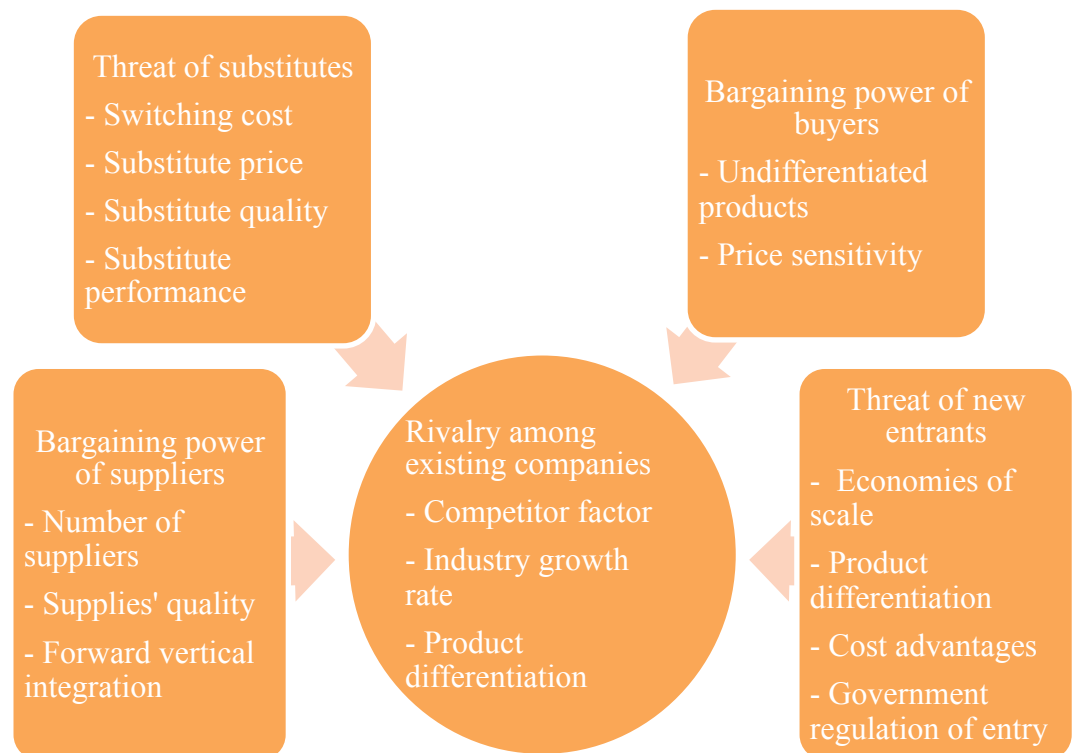 Threat of substitutes
- Switching cost
- Substitute price
- Substitute quality
- Substitute
performance
Bargaining power of
buyers
- Undifferentiated
products
- Price sensitivity
Bargaining power
of suppliers
- Number of
suppliers
- Supplies' quality
- Forward vertical
integration
Rivalry among
existing companies
- Competitor factor
- Industry growth
rate
- Product
differentiation
Threat of new
entrants
- Economies of
scale
- Product
differentiation
- Cost advantages
- Government
regulation of entry